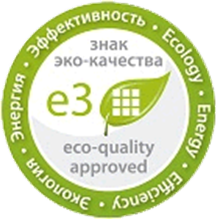 • Экология • Энергия • Эффективность •
Ecology • Energy • Efficiency
знак
эко-качества
e3
eco-quality
approved